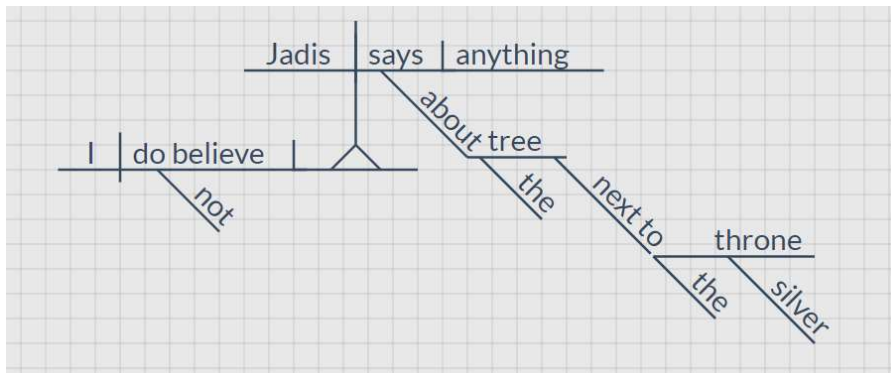 Jadis says anything
about tree
I do believe
not
the
next to
throne
the
silver